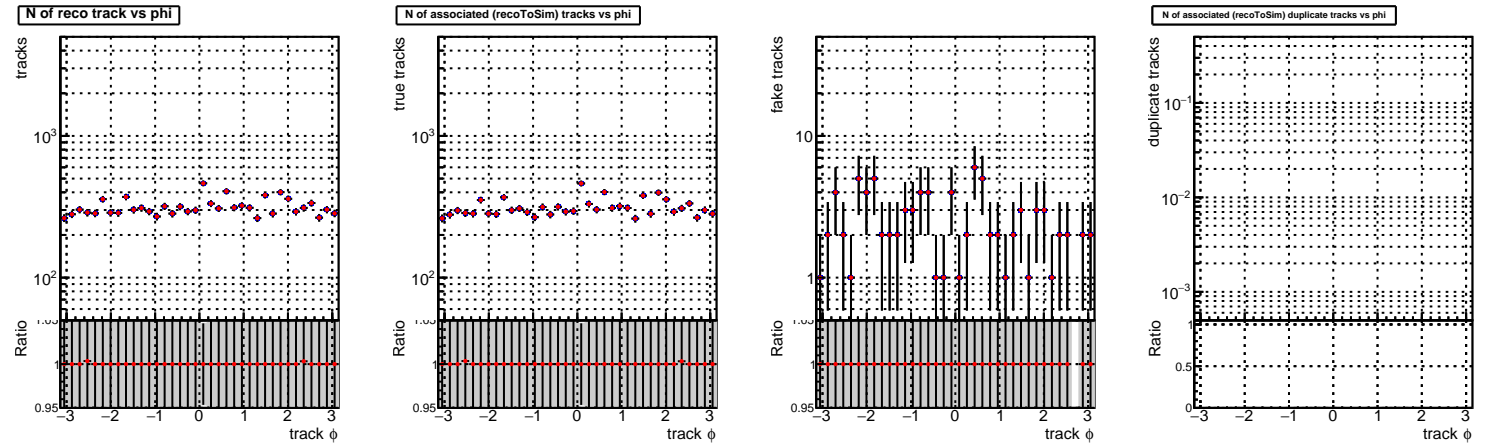 N of reco track vs phi
tracks
10³
10²
Ratio
1
0.95
−3 −2 −1 0 1 2 3
track ϕ
N of associated (recoToSim) tracks vs phi
true tracks
10³
10²
Ratio
1
0.95
−3 −2 −1 0 1 2 3
track ϕ
fake tracks
10
1
Ratio
1
0.95
−3 −2 −1 0 1 2 3
track ϕ
N of associated (recoToSim) duplicate tracks vs phi
duplicate tracks
10⁻¹
10⁻²
10⁻³
Ratio
1
0.5
0
−3 −2 −1 0 1 2 3
track ϕ